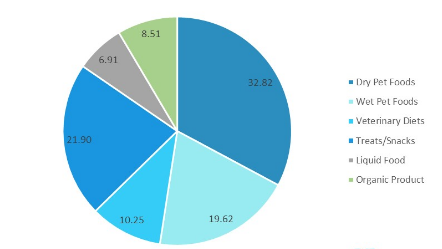 8.51
6.91
32.82
21.90
10.25
19.62
Dry Pet Foods
Wet Pet Foods
Veterinary Diets
Treats/Snacks
Liquid Food
Organic Product